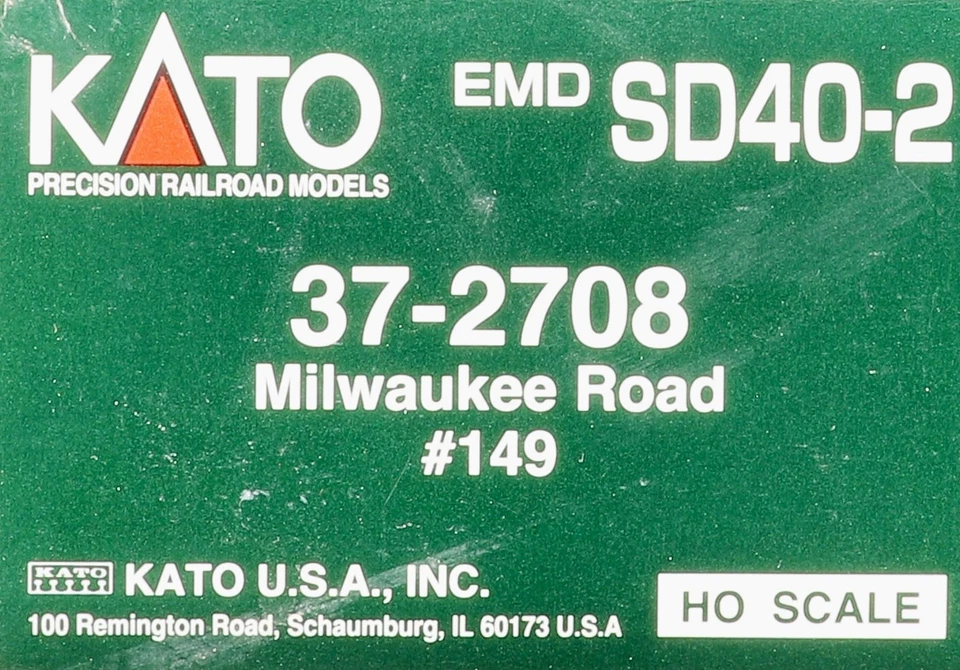 KATO
PRECISION RAILROAD MODELS
EMD SD40-2
37-2708
Milwaukee Road
#149
KATO KATO U.S.A., INC.
100 Remington Road, Schaumburg, IL 60173 U.S.A
HO SCALE